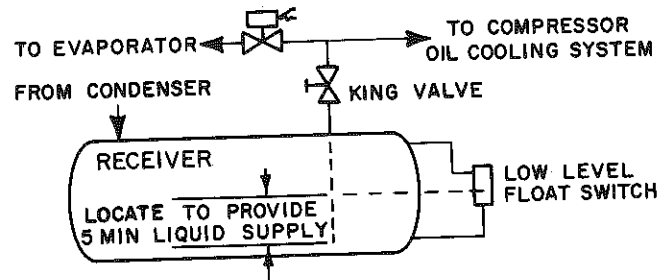 TO EVAPORATOR
TO COMPRESSOR
OIL COOLING SYSTEM
FROM CONDENSER
KING VALVE
RECEIVER
LOW LEVEL
FLOAT SWITCH
LOCATE TO PROVIDE
5 MIN LIQUID SUPPLY